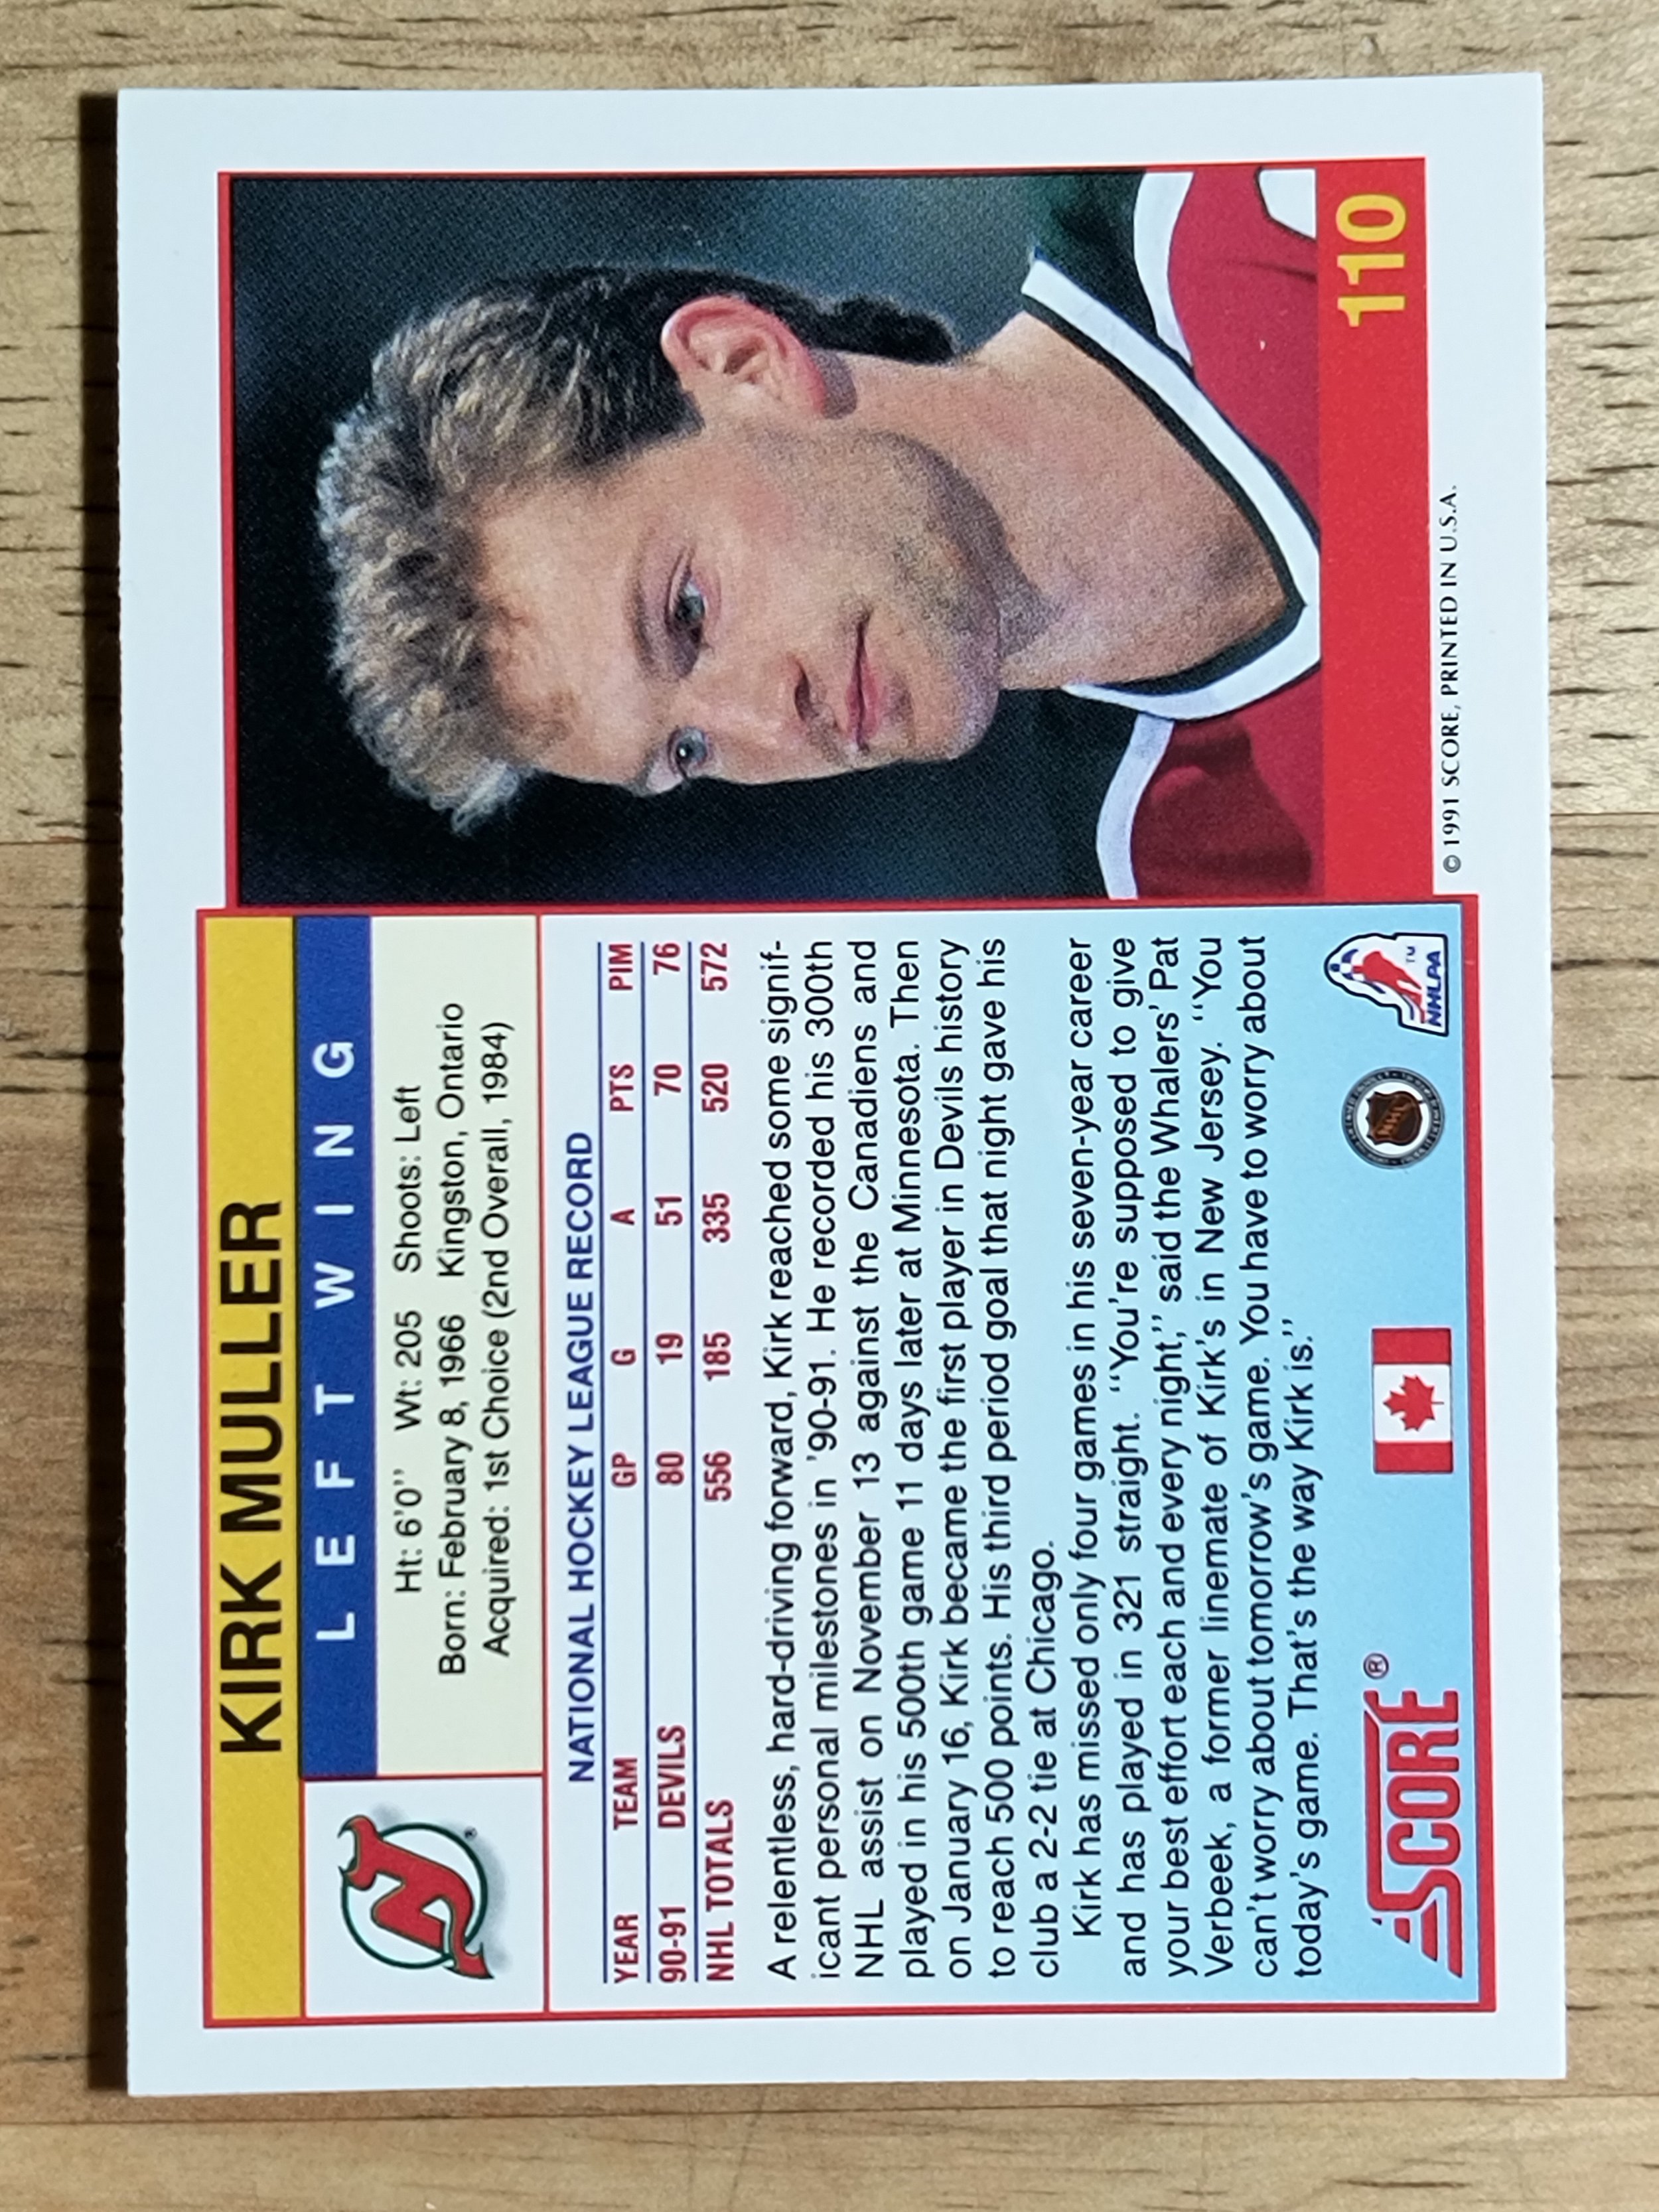 KIRK MULLER
LEFT WING
Ht: 6'0" Wt: 205 Shoots: Left
Born: February 8, 1966 Kingston, Ontario
Acquired: 1st Choice (2nd Overall, 1984)
NATIONAL HOCKEY LEAGUE RECORD
YEAR TEAM GP G A PTS PIM
90-91 DEVILS 80 19 51 70 76
NHL TOTALS 556 185 335 520 572
A relentless, hard-driving forward, Kirk reached some signif-
icant personal milestones in '90-91. He recorded his 300th
NHL assist on November 13 against the Canadiens and
played in his 500th game 11 days later at Minnesota. Then
on January 16, Kirk became the first player in Devils history
to reach 500 points. His third period goal that night gave his
club a 2-2 tie at Chicago.
Kirk has missed only four games in his seven-year career
and has played in 321 straight. "You're supposed to give
your best effort each and every night," said the Whalers' Pat
Verbeek, a former linemate of Kirk's in New Jersey. "You
can't worry about tomorrow's game. You have to worry about
today's game. That's the way Kirk is."
SCORE®
NHL
NHLPA™
110
© 1991 SCORE, PRINTED IN U.S.A.